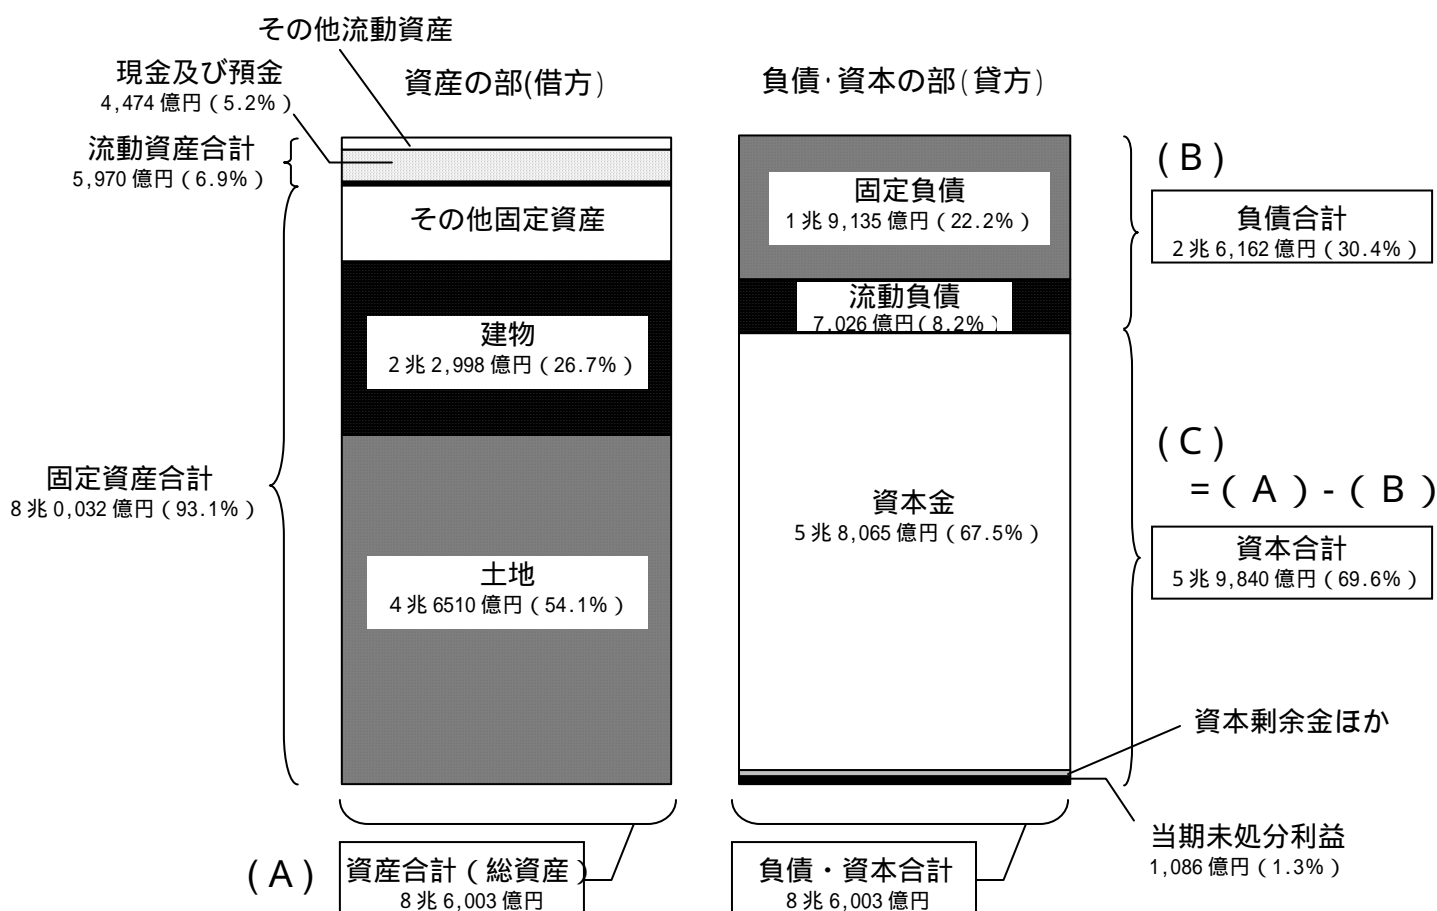 その他流動資産
現金及び預金
4,474 億円(5.2%)
資産の部(借方)
負債・資本の部(貸方)
流動資産合計
5,970 億円(6.9%)
その他固定資産
建物
2 兆 2,998 億円(26.7%)
固定資産合計
8 兆 0,032 億円(93.1%)
土地
4 兆 6510 億円(54.1%)
固定負債
1 兆 9,135 億円(22.2%)
流動負債
7,026 億円(8.2%)
資本金
5 兆 8,065 億円(67.5%)
(B)
負債合計
2 兆 6,162 億円(30.4%)
(C)
=(A)-(B)
資本合計
5 兆 9,840 億円(69.6%)
資本剰余金ほか
当期未処分利益
1,086 億円(1.3%)
(A)
資産合計(総資産)
8 兆 6,003 億円
負債・資本合計
8 兆 6,003 億円